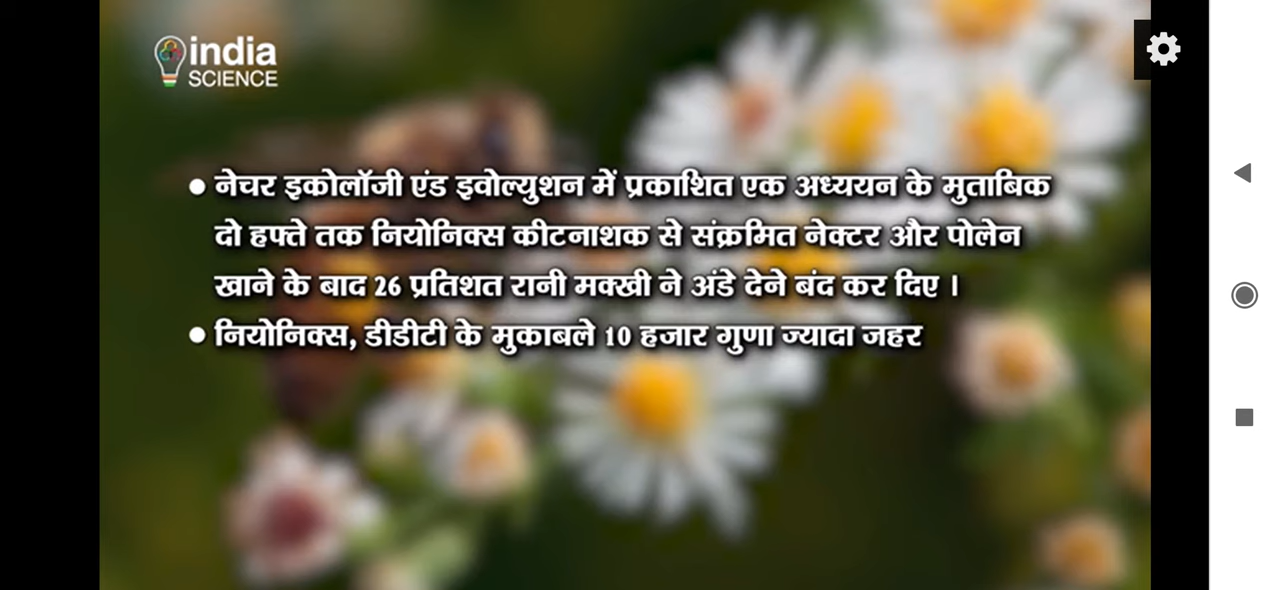 india
SCIENCE
• नेचर इकोलॉजी एंड इवोल्युशन में प्रकाशित एक अध्ययन के मुताबिक
दो हफ्ते तक नियोनिक्स कीटनाशक से संक्रमित नेक्टर और पोलेन
खाने के बाद 26 प्रतिशत रानी मक्खी ने अंडे देने बंद कर दिए ।
• नियोनिक्स, डीडीटी के मुकाबले 10 हजार गुणा ज्यादा जहर